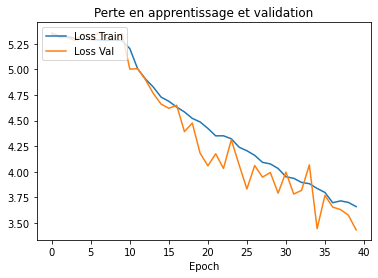 Perte en apprentissage et validation
Loss Train
Loss Val
5.25
5.00
4.75
4.50
4.25
4.00
3.75
3.50
0 5 10 15 20 25 30 35 40
Epoch